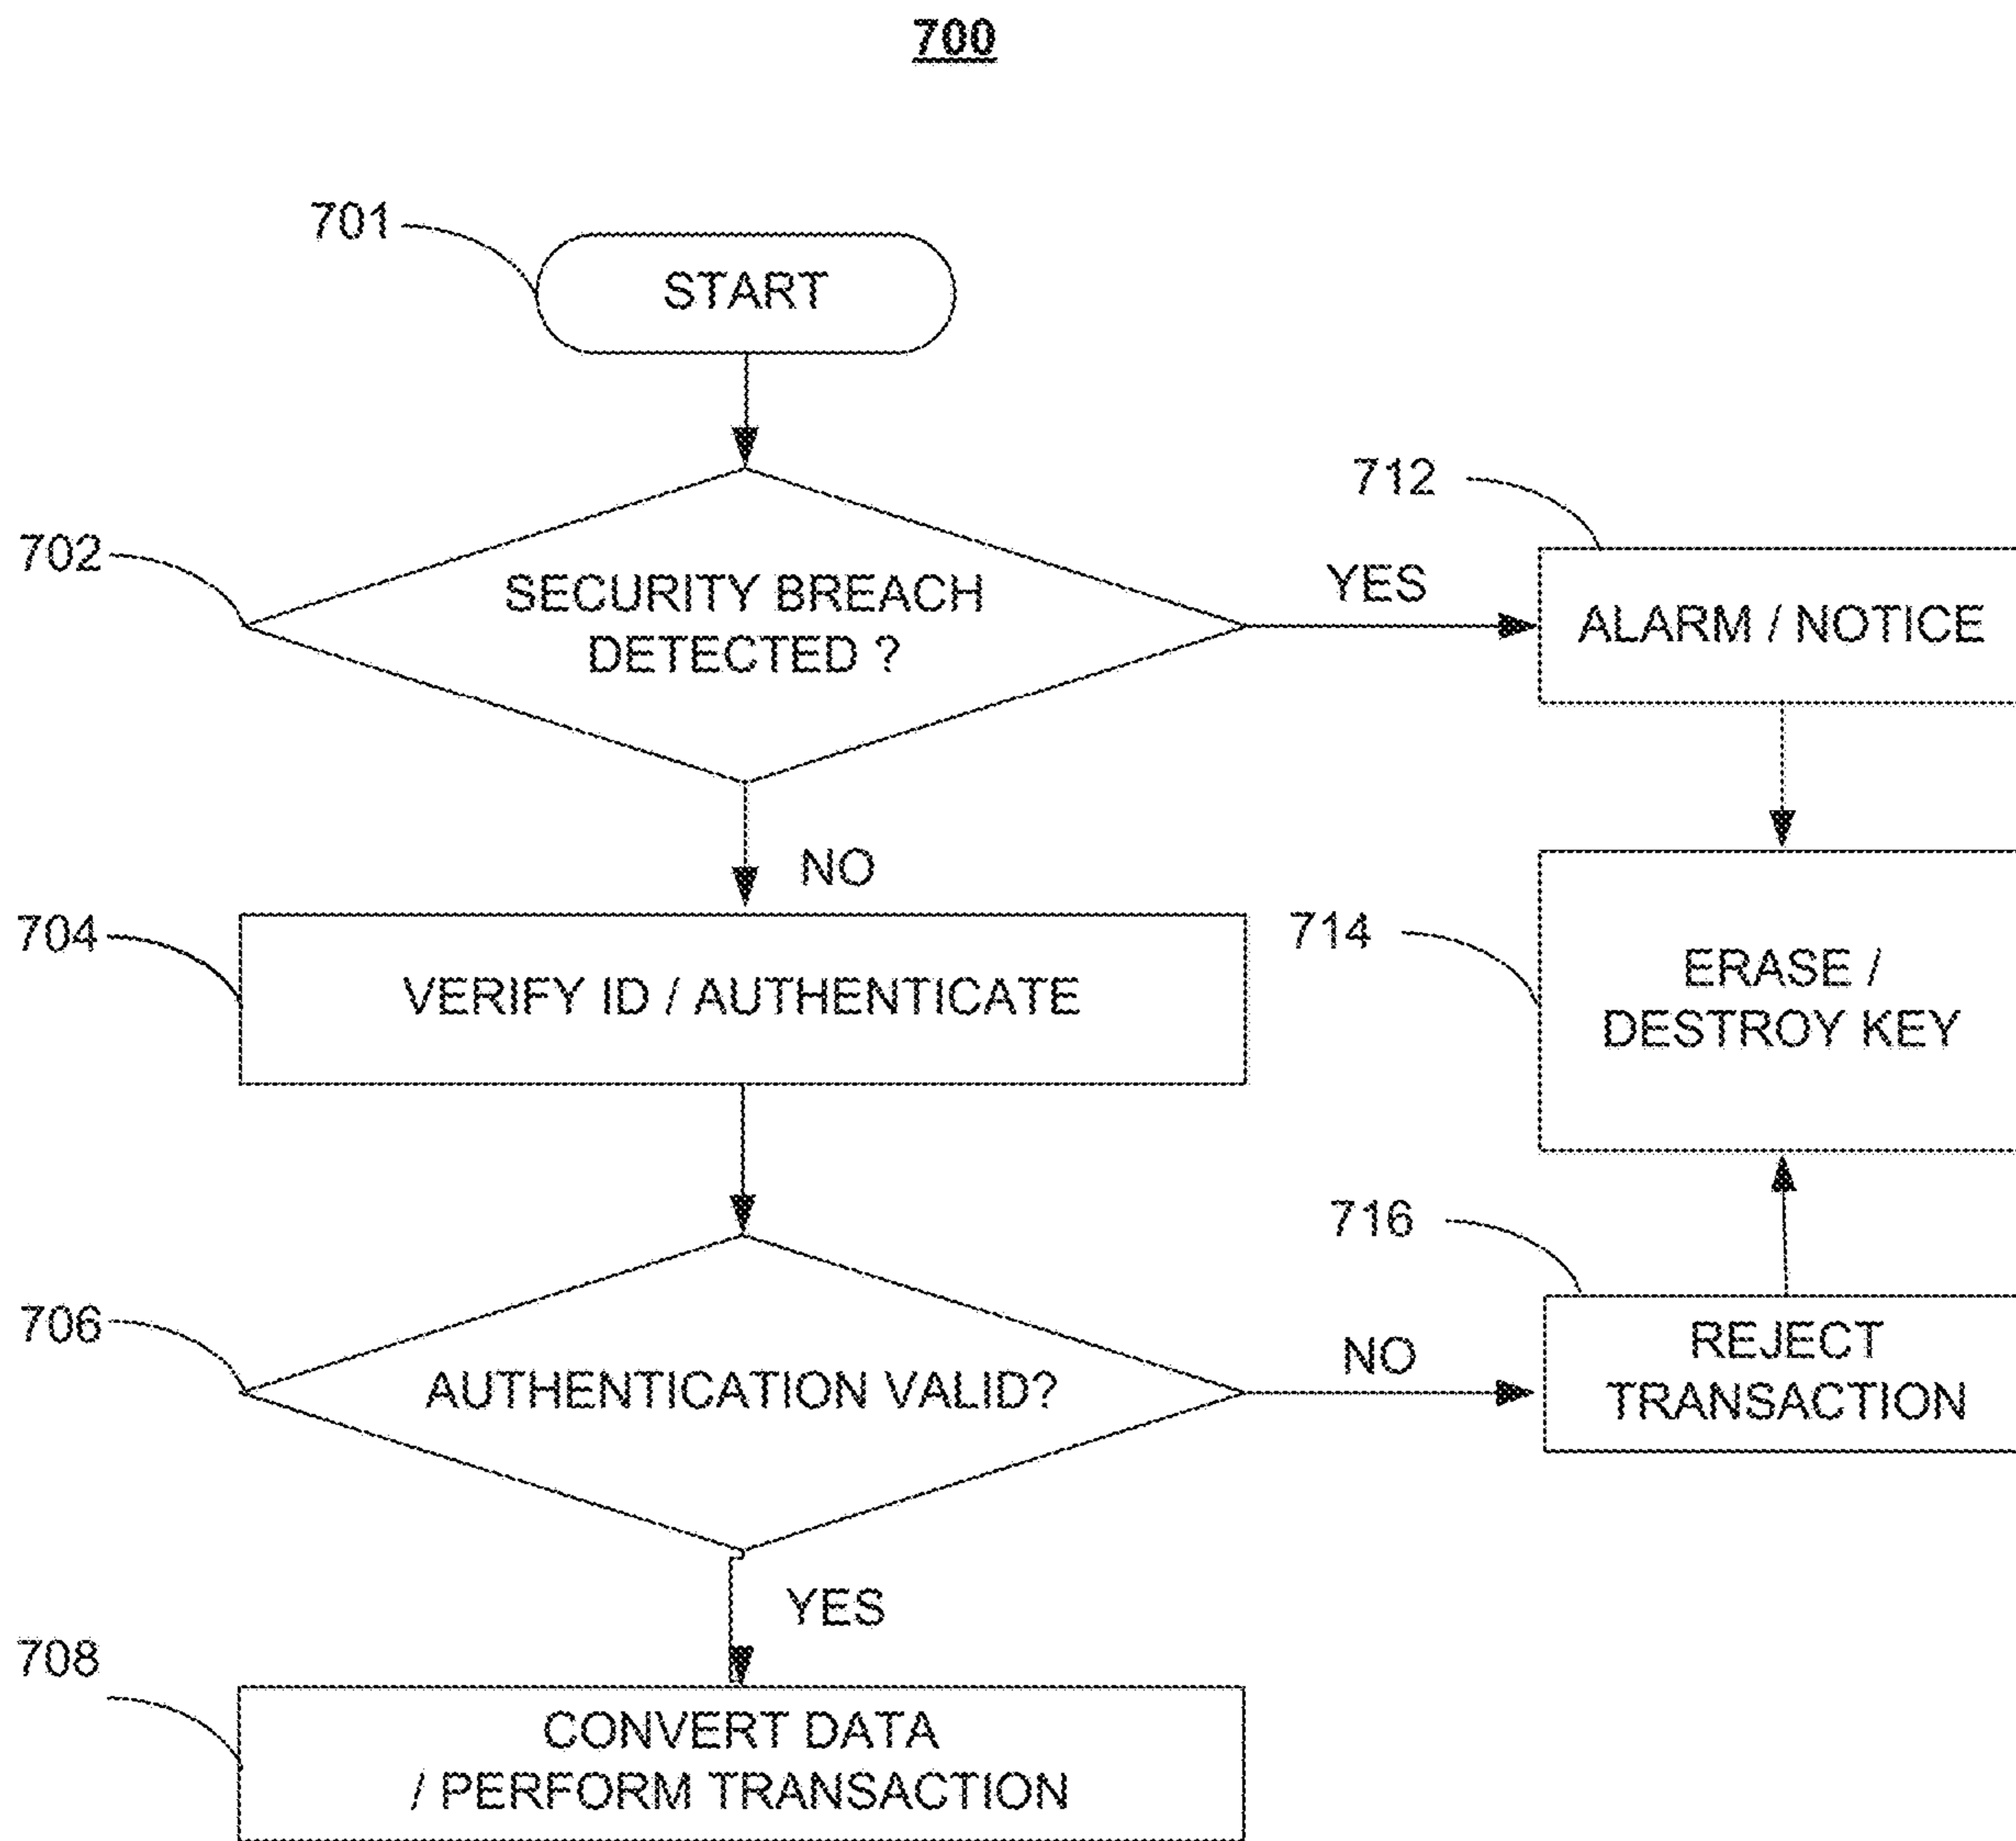 700
701
START
702
SECURITY BREACH
DETECTED ?
YES
712
ALARM / NOTICE
NO
704
VERIFY ID / AUTHENTICATE
714
ERASE /
DESTROY KEY
706
AUTHENTICATION VALID?
NO
716
REJECT
TRANSACTION
YES
708
CONVERT DATA
/ PERFORM TRANSACTION